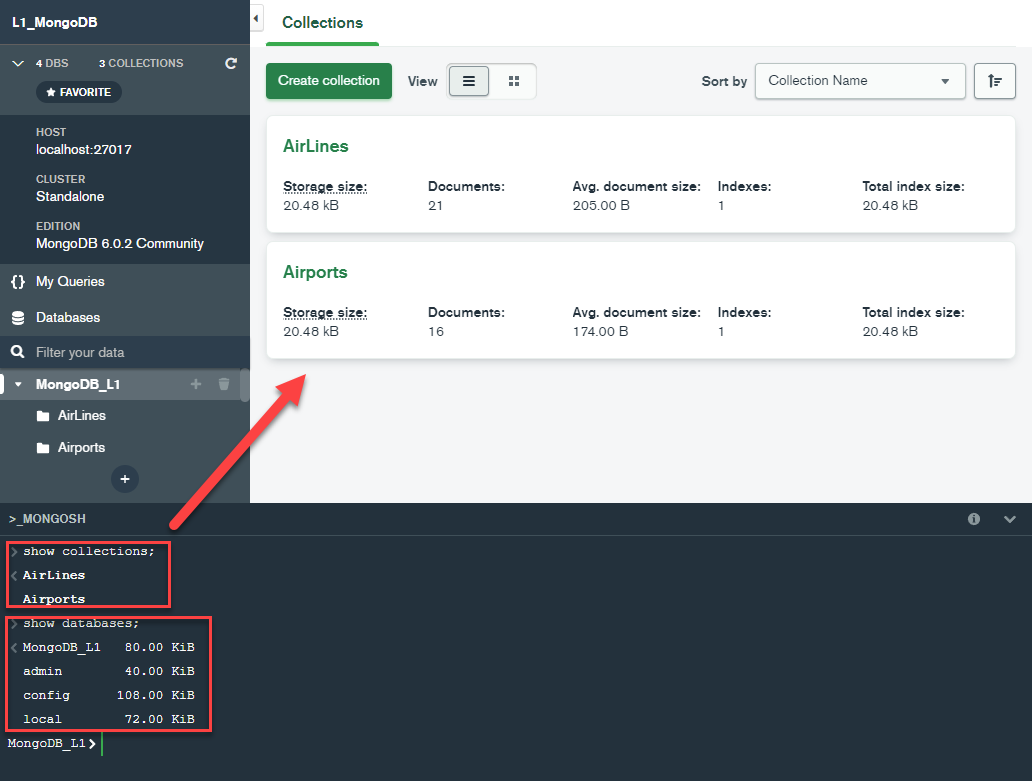 L1_MongoDB
4 DBS 3 COLLECTIONS
★ FAVORITE
HOST
localhost:27017
CLUSTER
Standalone
EDITION
MongoDB 6.0.2 Community
{} My Queries
Databases
Filter your data
MongoDB_L1
AirLines
Airports
+
Collections
Create collection View Sort by Collection Name
AirLines
Storage size: Documents: Avg. document size: Indexes: Total index size:
20.48 kB 21 205.00 B 1 20.48 kB
Airports
Storage size: Documents: Avg. document size: Indexes: Total index size:
20.48 kB 16 174.00 B 1 20.48 kB
>_MONGOSH
> show collections;
< AirLines
Airports
> show databases;
< MongoDB_L1 80.00 KiB
admin 40.00 KiB
config 108.00 KiB
local 72.00 KiB
MongoDB_L1>